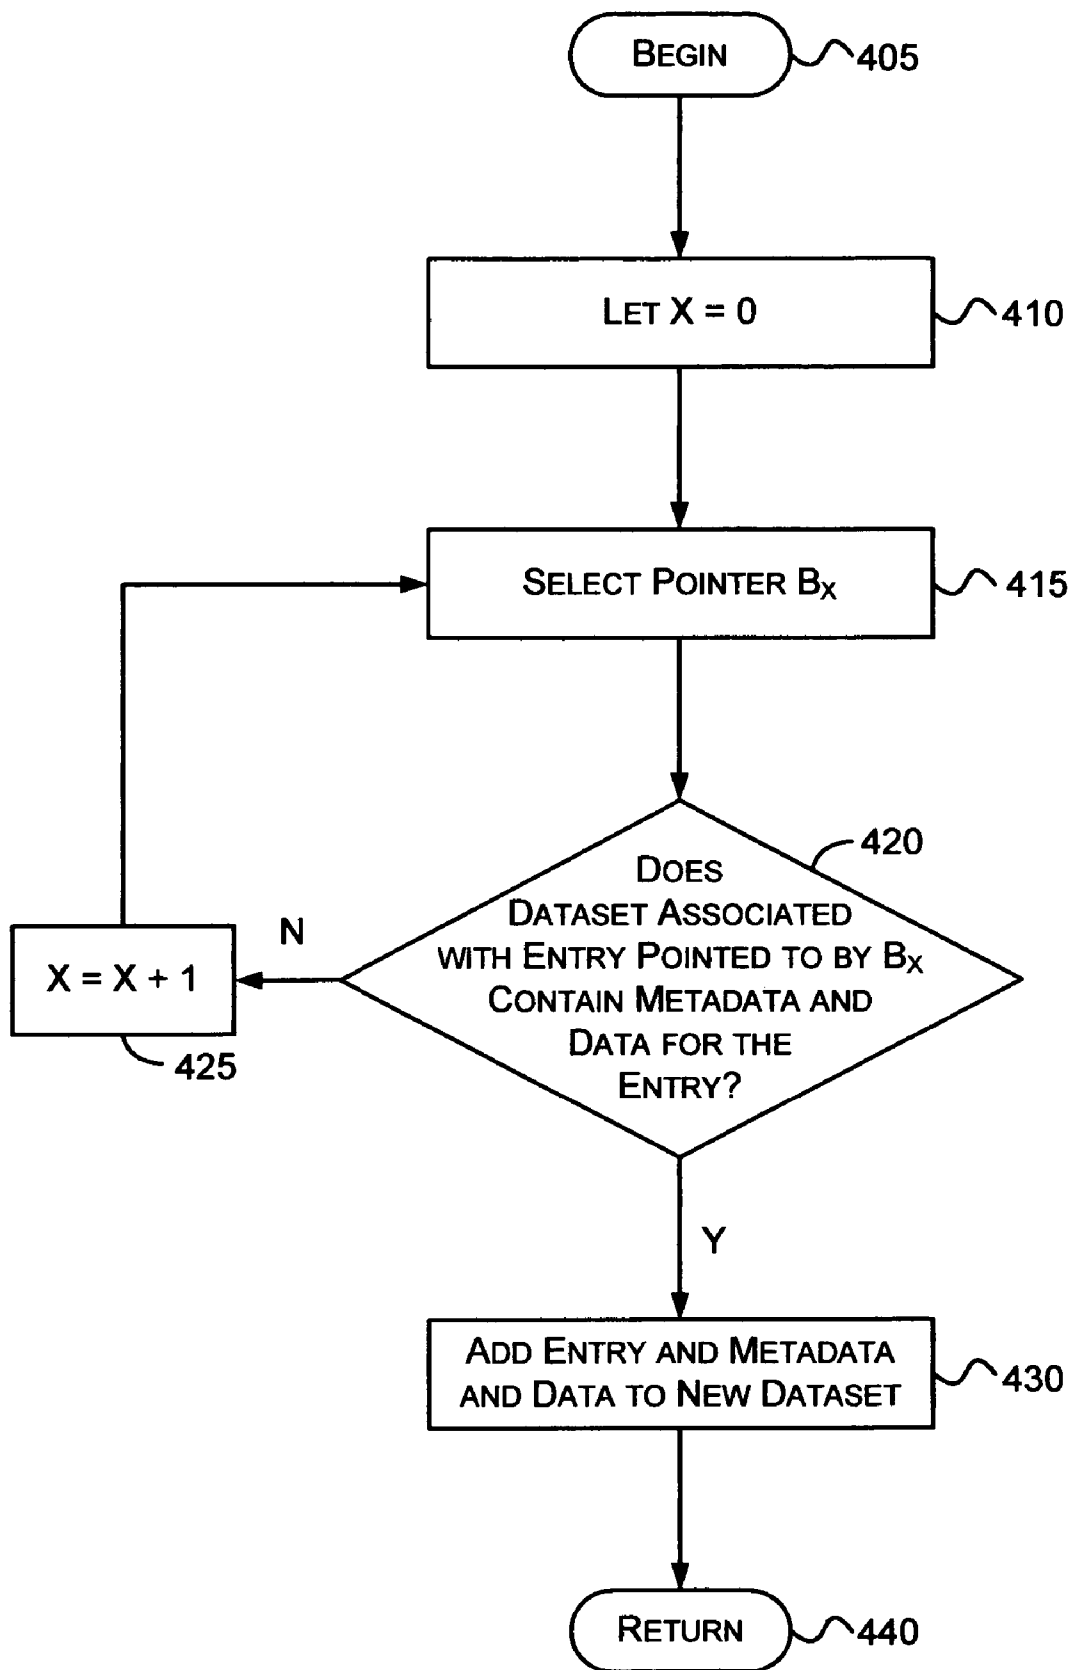 BEGIN
405
LET X = 0
410
SELECT POINTER BX
415
420
DOES
DATASET ASSOCIATED
WITH ENTRY POINTED TO BY BX
CONTAIN METADATA AND
DATA FOR THE
ENTRY?
N
X = X + 1
425
Y
ADD ENTRY AND METADATA
AND DATA TO NEW DATASET
430
RETURN
440